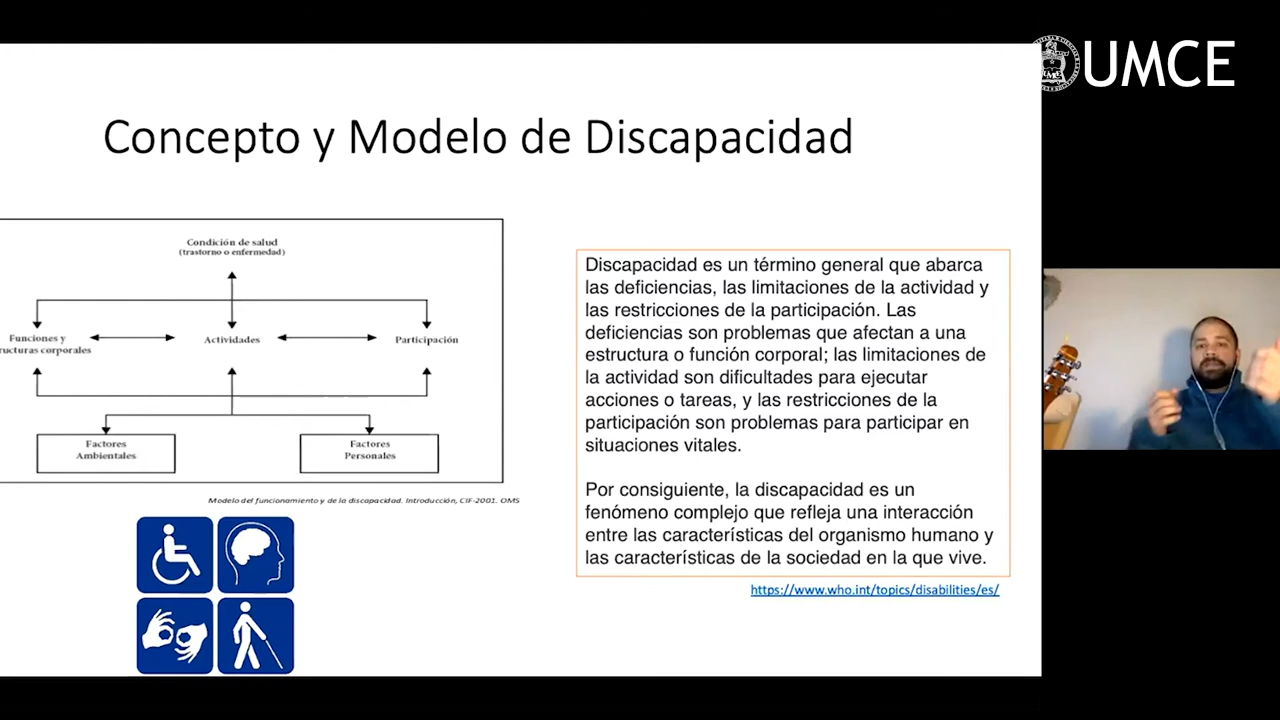 UMCE
Concepto y Modelo de Discapacidad
Condición de salud
(trastorno o enfermedad)
Funciones y
ructuras corporales
Actividades
Participación
Factores
Ambientales
Factores
Personales
Modelo del funcionamiento y de la discapacidad. Introducción, CIF-2001. OMS
Discapacidad es un término general que abarca
las deficiencias, las limitaciones de la actividad y
las restricciones de la participación. Las
deficiencias son problemas que afectan a una
estructura o función corporal; las limitaciones de
la actividad son dificultades para ejecutar
acciones o tareas, y las restricciones de la
participación son problemas para participar en
situaciones vitales.
Por consiguiente, la discapacidad es un
fenómeno complejo que refleja una interacción
entre las características del organismo humano y
las características de la sociedad en la que vive.
https://www.who.int/topics/disabilities/es/